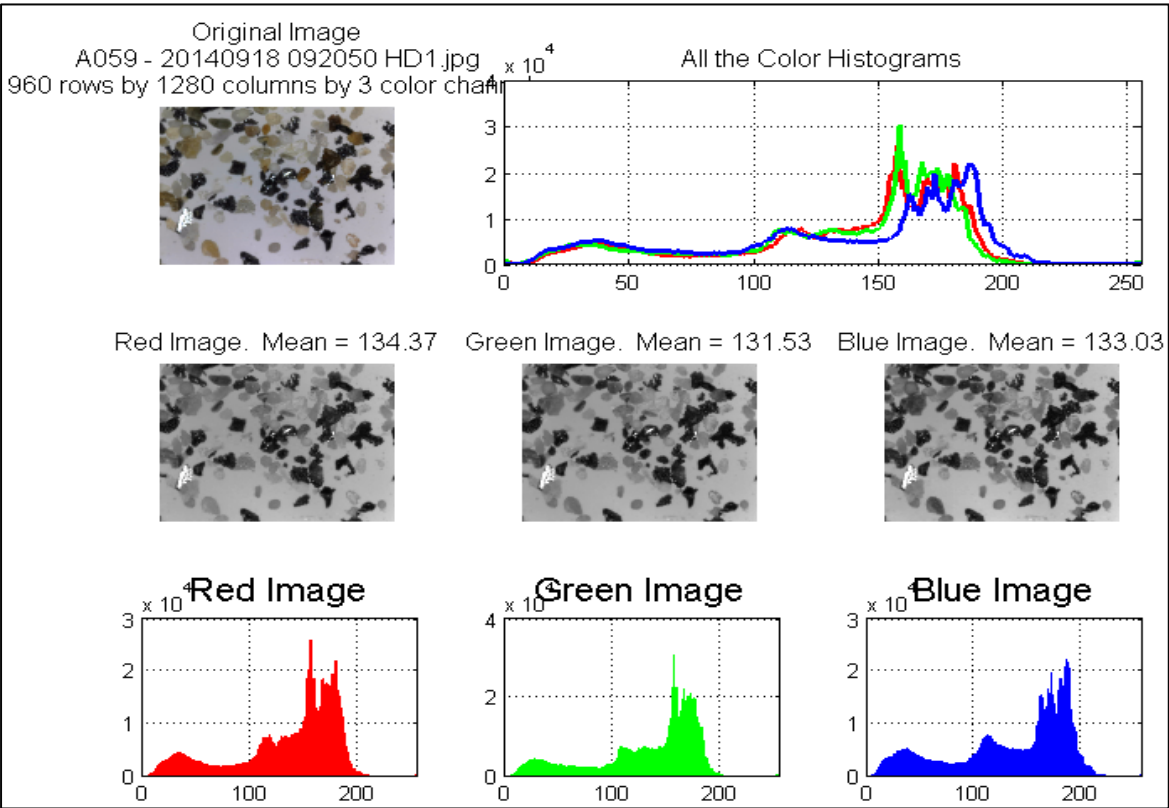 Original Image
A059 - 20140918 092050 HD1.jpg
960 rows by 1280 columns by 3 color chann
All the Color Histograms
x 10^4
4
3
2
1
0
0 50 100 150 200 250
Red Image. Mean = 134.37
Green Image. Mean = 131.53
Blue Image. Mean = 133.03
Red Image
x 10^4
3
2
1
0
0 100 200
Green Image
x 10^4
4
2
0
0 100 200
Blue Image
x 10^4
3
2
1
0
0 100 200